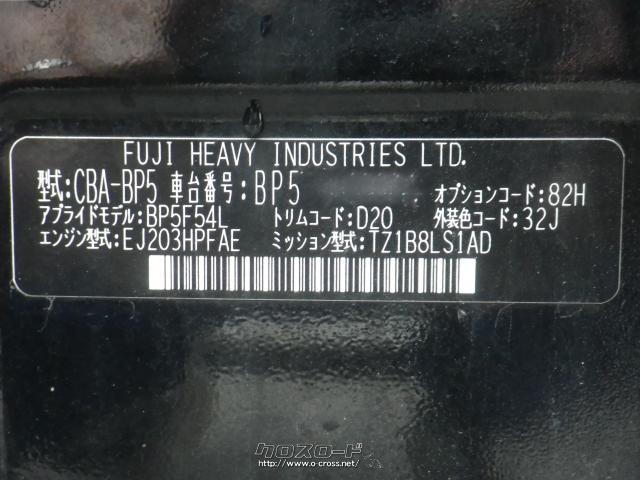 FUJI HEAVY INDUSTRIES LTD.
型式:CBA-BP5 車台番号:BP5 オプションコード:82H
アプライドモデル:BP5F54L トリムコード:D20 外装色コード:32J
エンジン型式:EJ203HPFAE ミッション型式:TZ1B8LS1AD
クロスロード
http://www.o-cross.net/